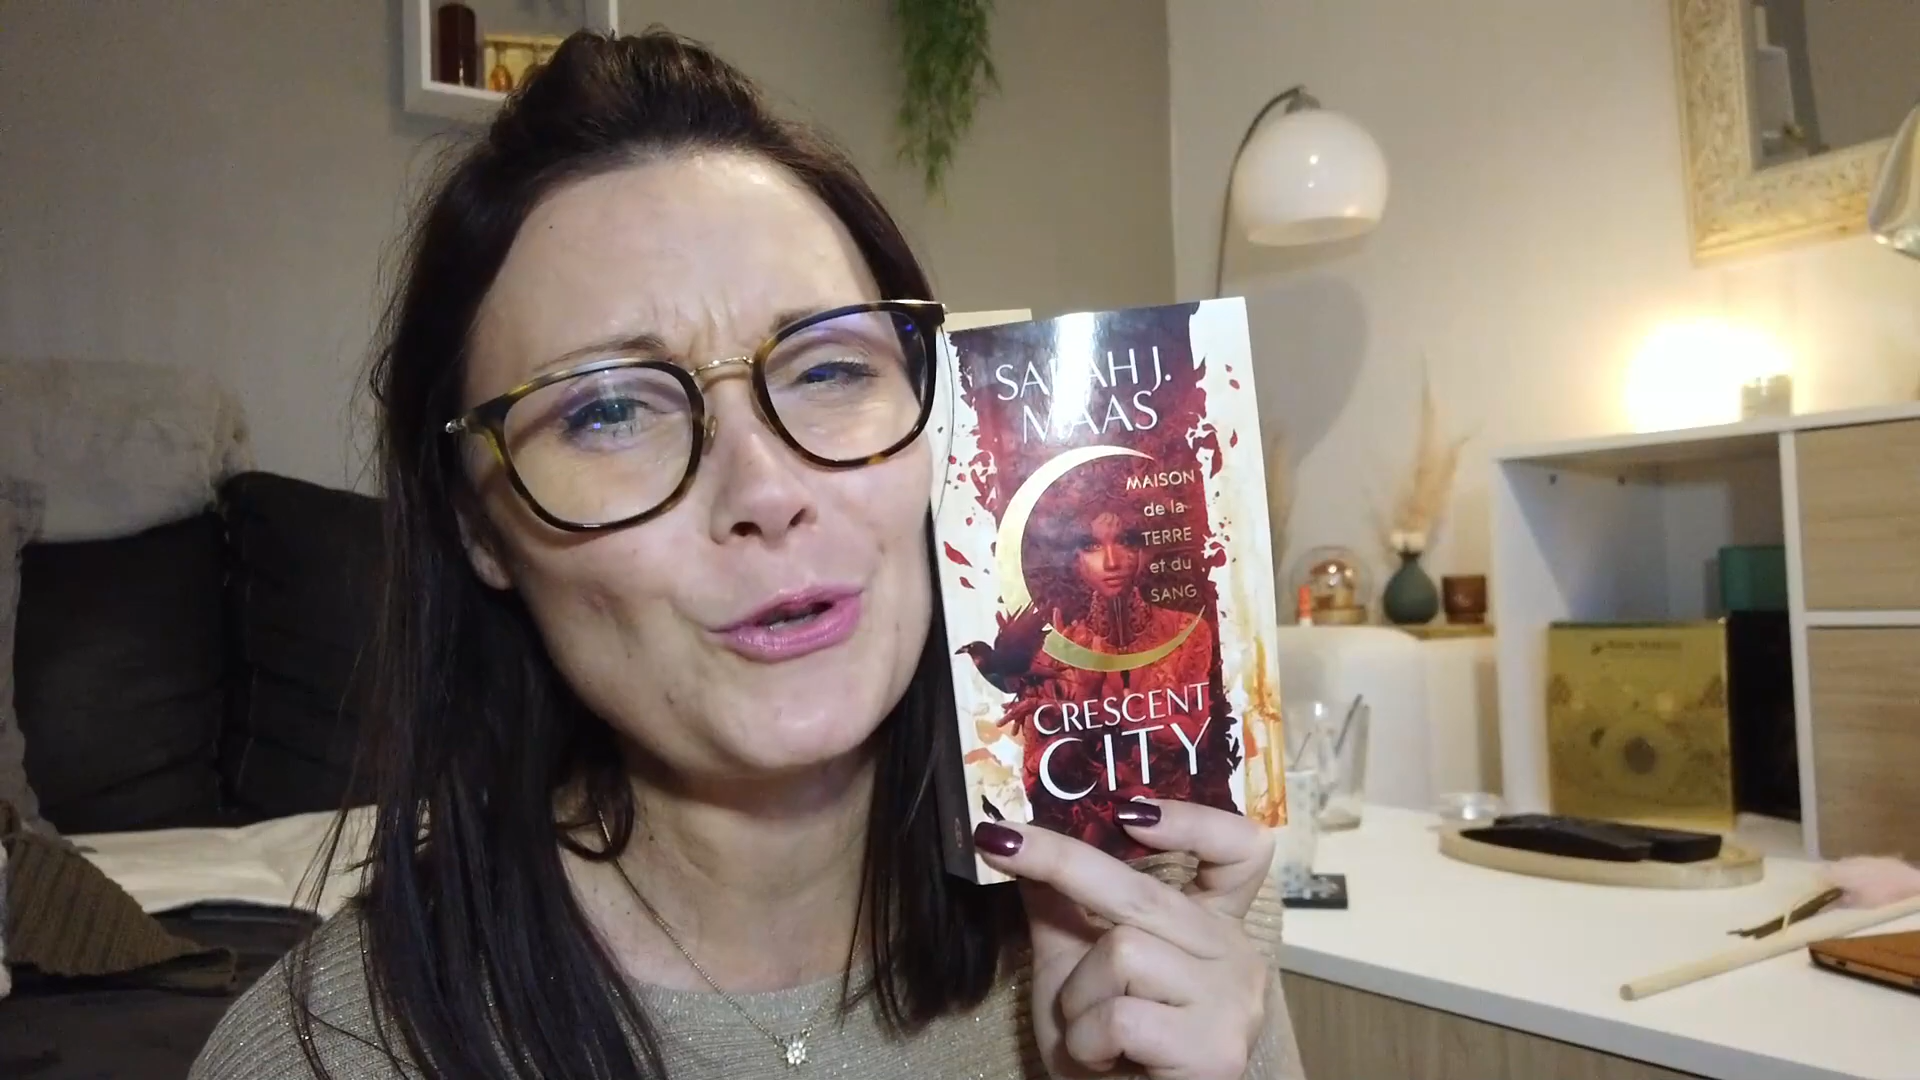 SARAH J.
MAAS
MAISON
de la
TERRE
et du
SANG
CRESCENT
CITY